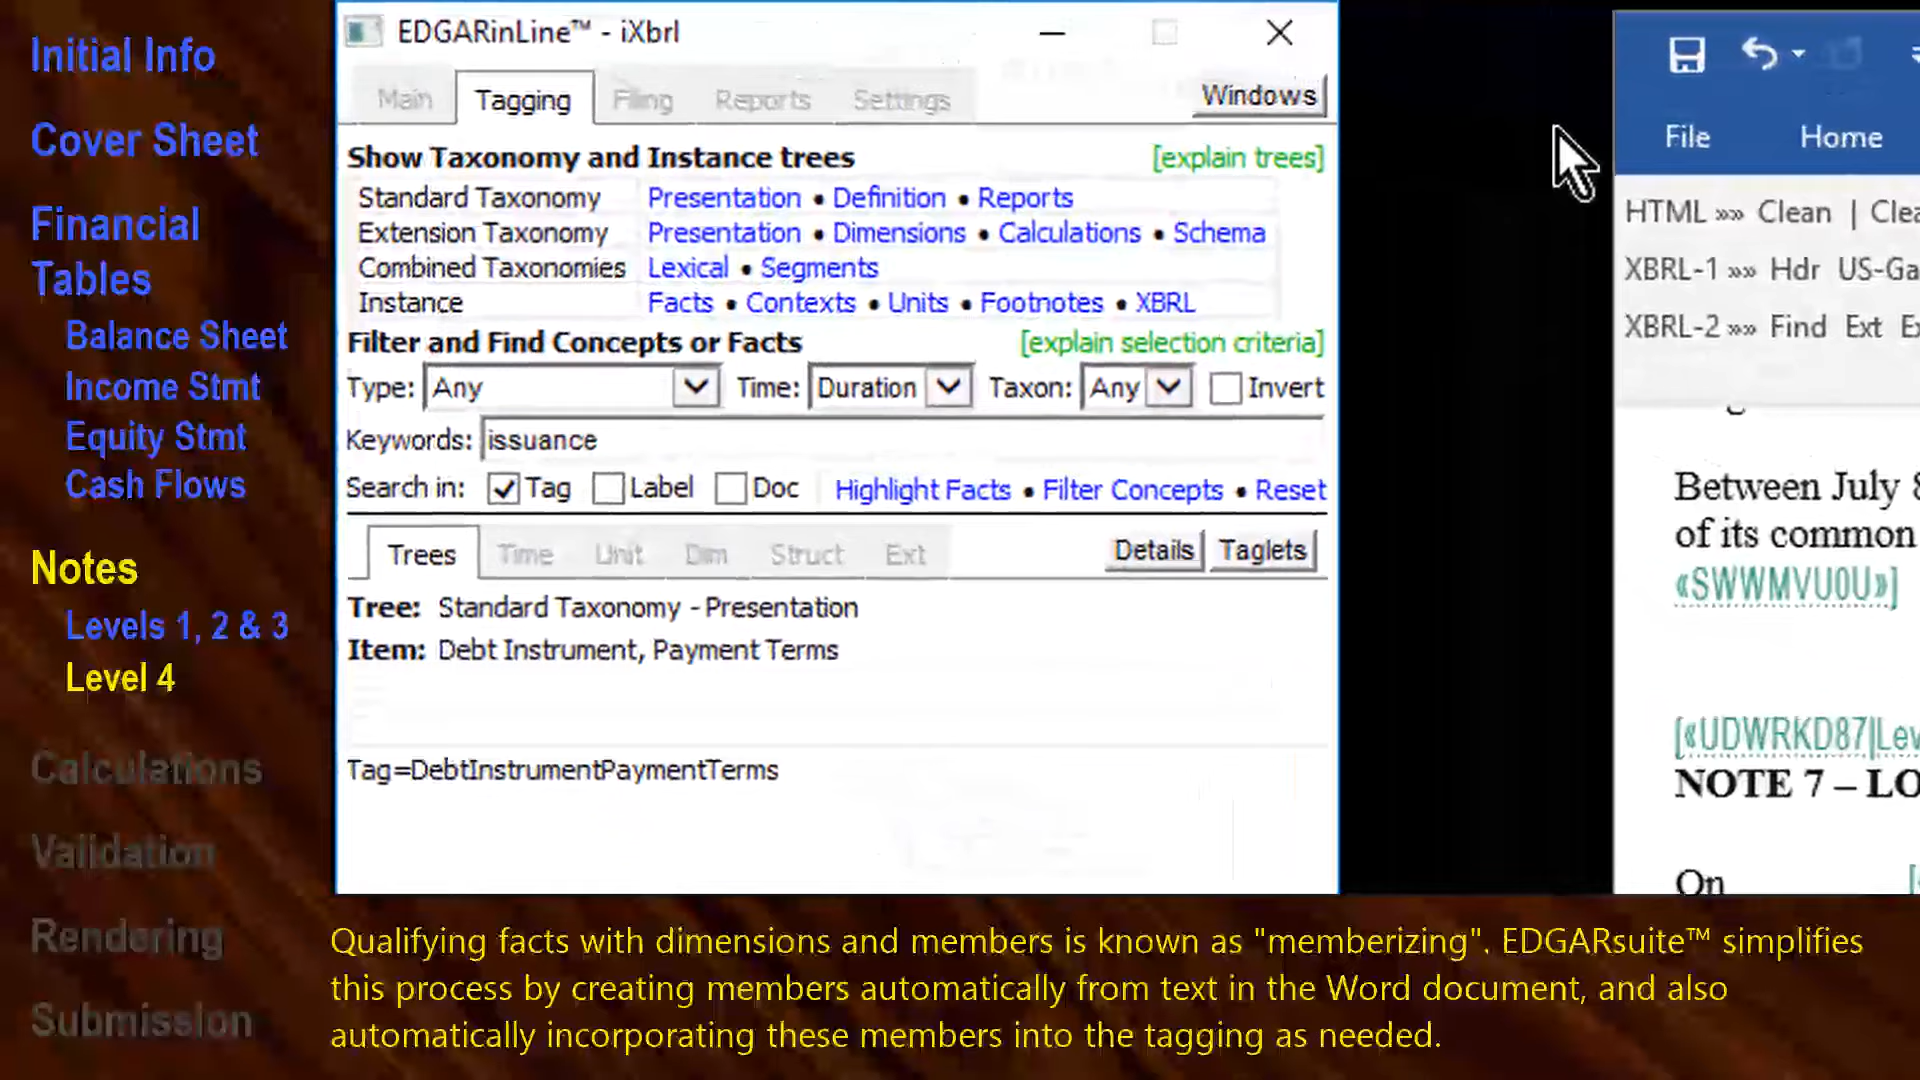 Initial Info
Cover Sheet
Financial
Tables
Balance Sheet
Income Stmt
Equity Stmt
Cash Flows
Notes
Levels 1, 2 & 3
Level 4
Calculations
Validation
Rendering
Submission
EDGARinLine™ - iXbrl
Main Tagging Filing Reports Settings Windows
Show Taxonomy and Instance trees [explain trees]
Standard Taxonomy Presentation • Definition • Reports
Extension Taxonomy Presentation • Dimensions • Calculations • Schema
Combined Taxonomies Lexical • Segments
Instance Facts • Contexts • Units • Footnotes • XBRL
Filter and Find Concepts or Facts [explain selection criteria]
Type: Any Time: Duration Taxon: Any Invert
Keywords: issuance
Search in: Tag Label Doc Highlight Facts • Filter Concepts • Reset
Trees Time Unit Dim Struct Ext Details Taglets
Tree: Standard Taxonomy - Presentation
Item: Debt Instrument, Payment Terms
Tag=DebtInstrumentPaymentTerms
File Home
HTML »» Clean | Clea
XBRL-1 »» Hdr US-Ga
XBRL-2 »» Find Ext Ex
Between July 8
of its common
«SWWMVU0U»]
[«UDWRKD87|Lev
NOTE 7 – LO
On [
Qualifying facts with dimensions and members is known as "memberizing". EDGARsuite™ simplifies
this process by creating members automatically from text in the Word document, and also
automatically incorporating these members into the tagging as needed.